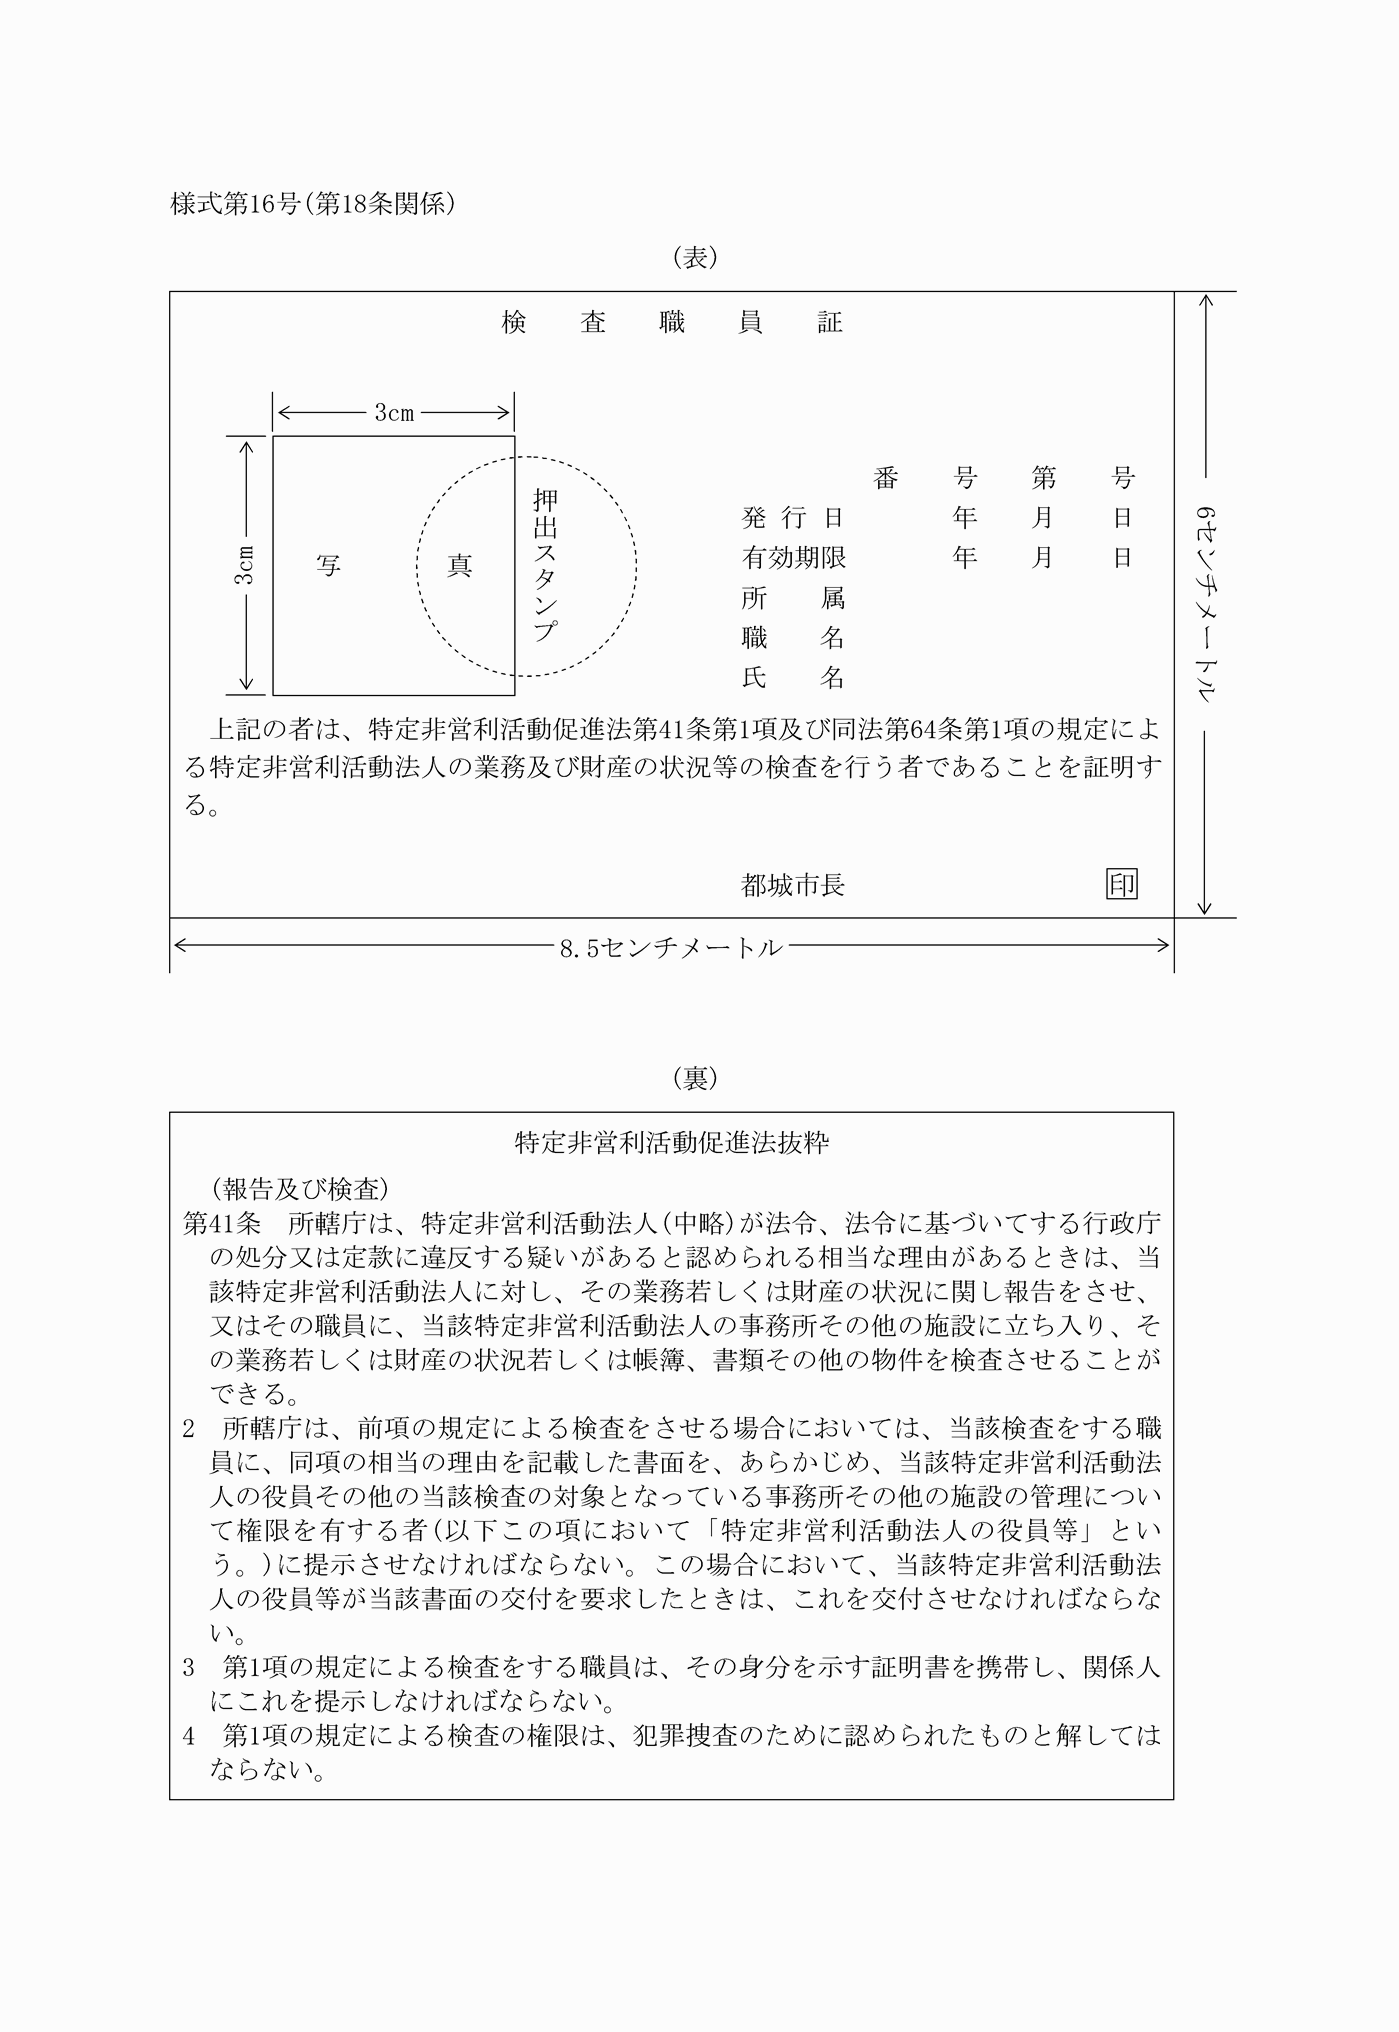 様式第16号(第18条関係)
(表)
検　査　職　員　証
3cm
3cm
写　真
押出スタンプ
番　号　第　号
発行日　年　月　日
有効期限　年　月　日
所　属
職　名
氏　名
上記の者は、特定非営利活動促進法第41条第1項及び同法第64条第1項の規定によ
る特定非営利活動法人の業務及び財産の状況等の検査を行う者であることを証明す
る。
都城市長　印
6センチメートル
8.5センチメートル
(裏)
特定非営利活動促進法抜粋
(報告及び検査)
第41条　所轄庁は、特定非営利活動法人(中略)が法令、法令に基づいてする行政庁
の処分又は定款に違反する疑いがあると認められる相当な理由があるときは、当
該特定非営利活動法人に対し、その業務若しくは財産の状況に関し報告をさせ、
又はその職員に、当該特定非営利活動法人の事務所その他の施設に立ち入り、そ
の業務若しくは財産の状況若しくは帳簿、書類その他の物件を検査させることが
できる。
2　所轄庁は、前項の規定による検査をさせる場合においては、当該検査をする職
員に、同項の相当の理由を記載した書面を、あらかじめ、当該特定非営利活動法
人の役員その他の当該検査の対象となっている事務所その他の施設の管理につい
て権限を有する者(以下この項において「特定非営利活動法人の役員等」とい
う。)に提示させなければならない。この場合において、当該特定非営利活動法
人の役員等が当該書面の交付を要求したときは、これを交付させなければならな
い。
3　第1項の規定による検査をする職員は、その身分を示す証明書を携帯し、関係人
にこれを提示しなければならない。
4　第1項の規定による検査の権限は、犯罪捜査のために認められたものと解しては
ならない。